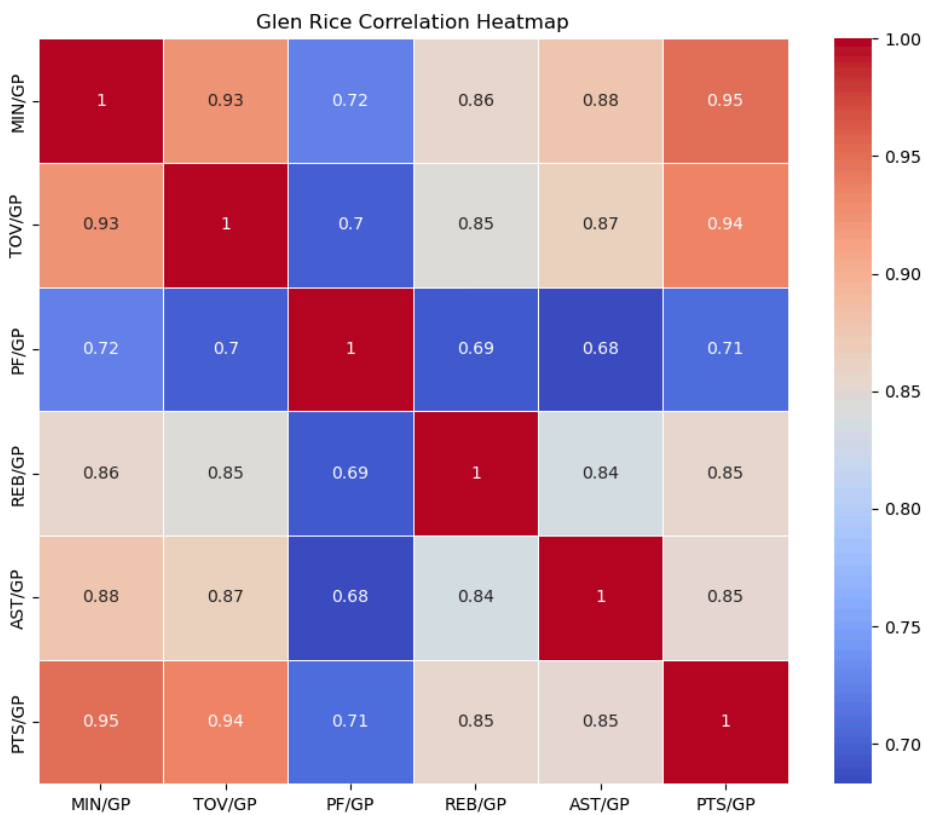 Glen Rice Correlation Heatmap
MIN/GP 1 0.93 0.72 0.86 0.88 0.95
TOV/GP 0.93 1 0.7 0.85 0.87 0.94
PF/GP 0.72 0.7 1 0.69 0.68 0.71
REB/GP 0.86 0.85 0.69 1 0.84 0.85
AST/GP 0.88 0.87 0.68 0.84 1 0.85
PTS/GP 0.95 0.94 0.71 0.85 0.85 1
MIN/GP TOV/GP PF/GP REB/GP AST/GP PTS/GP
1.00
0.95
0.90
0.85
0.80
0.75
0.70